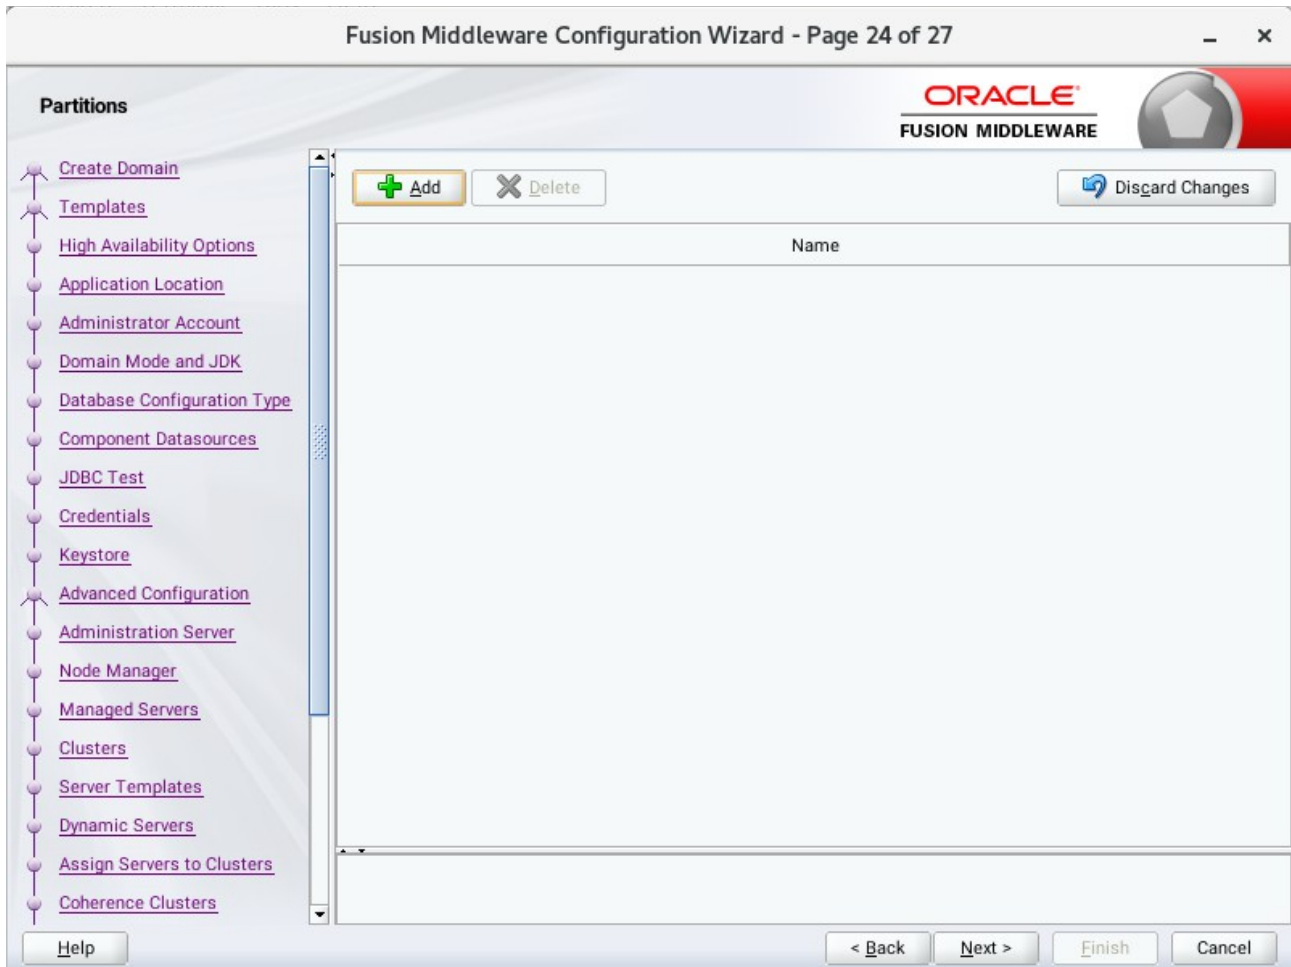 Fusion Middleware Configuration Wizard - Page 24 of 27
Partitions
ORACLE
FUSION MIDDLEWARE
Create Domain
Templates
High Availability Options
Application Location
Administrator Account
Domain Mode and JDK
Database Configuration Type
Component Datasources
JDBC Test
Credentials
Keystore
Advanced Configuration
Administration Server
Node Manager
Managed Servers
Clusters
Server Templates
Dynamic Servers
Assign Servers to Clusters
Coherence Clusters
Add Delete Discard Changes
Name
Help < Back Next > Finish Cancel